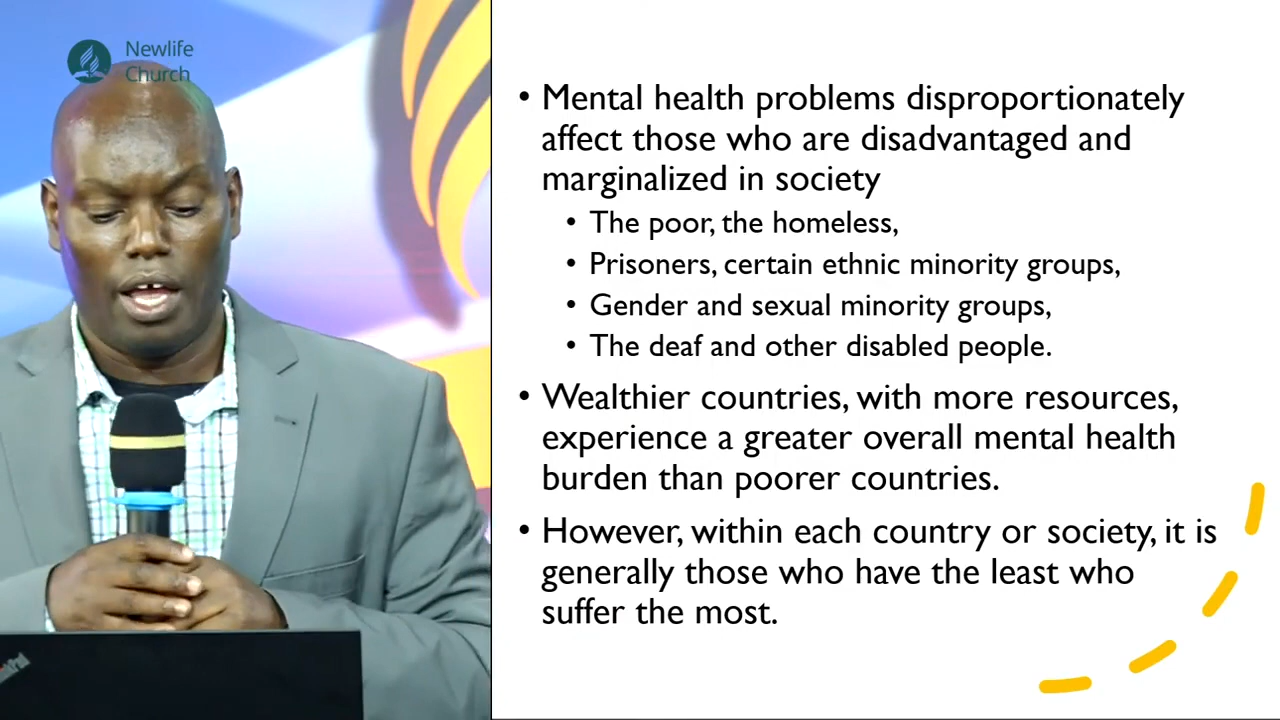 Newlife
Church
• Mental health problems disproportionately
affect those who are disadvantaged and
marginalized in society
• The poor, the homeless,
• Prisoners, certain ethnic minority groups,
• Gender and sexual minority groups,
• The deaf and other disabled people.
• Wealthier countries, with more resources,
experience a greater overall mental health
burden than poorer countries.
• However, within each country or society, it is
generally those who have the least who
suffer the most.